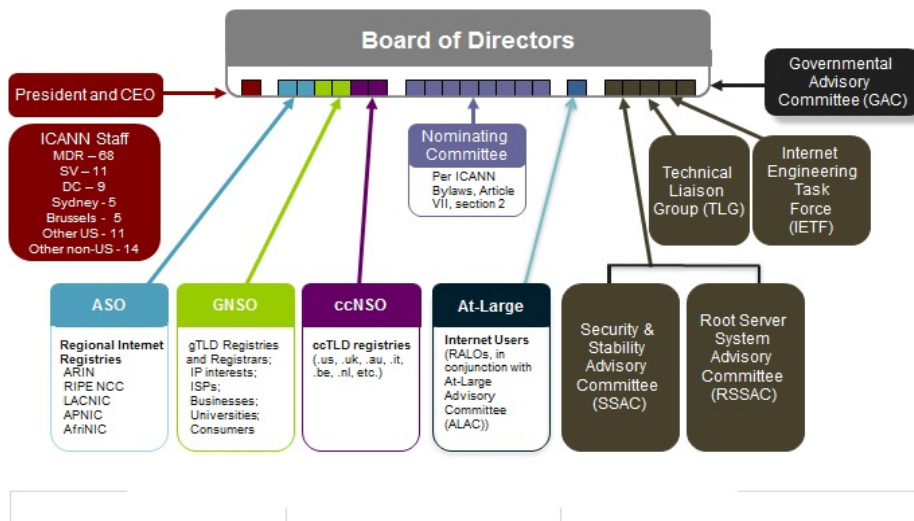 Board of Directors
President and CEO
Governmental
Advisory
Committee (GAC)
ICANN Staff
MDR – 68
SV – 11
DC – 9
Sydney - 5
Brussels - 5
Other US - 11
Other non-US - 14
Nominating
Committee
Per ICANN
Bylaws, Article
VII, section 2
Technical
Liaison
Group (TLG)
Internet
Engineering
Task
Force
(IETF)
ASO
Regional Internet
Registries
ARIN
RIPE NCC
LACNIC
APNIC
AfriNIC
GNSO
gTLD Registries
and Registrars;
IP interests;
ISPs;
Businesses;
Universities;
Consumers
ccNSO
ccTLD registries
(.us, .uk, .au, .it,
.be, .nl, etc.)
At-Large
Internet Users
(RALOs, in
conjunction with
At-Large
Advisory
Committee
(ALAC))
Security &
Stability
Advisory
Committee
(SSAC)
Root Server
System
Advisory
Committee
(RSSAC)